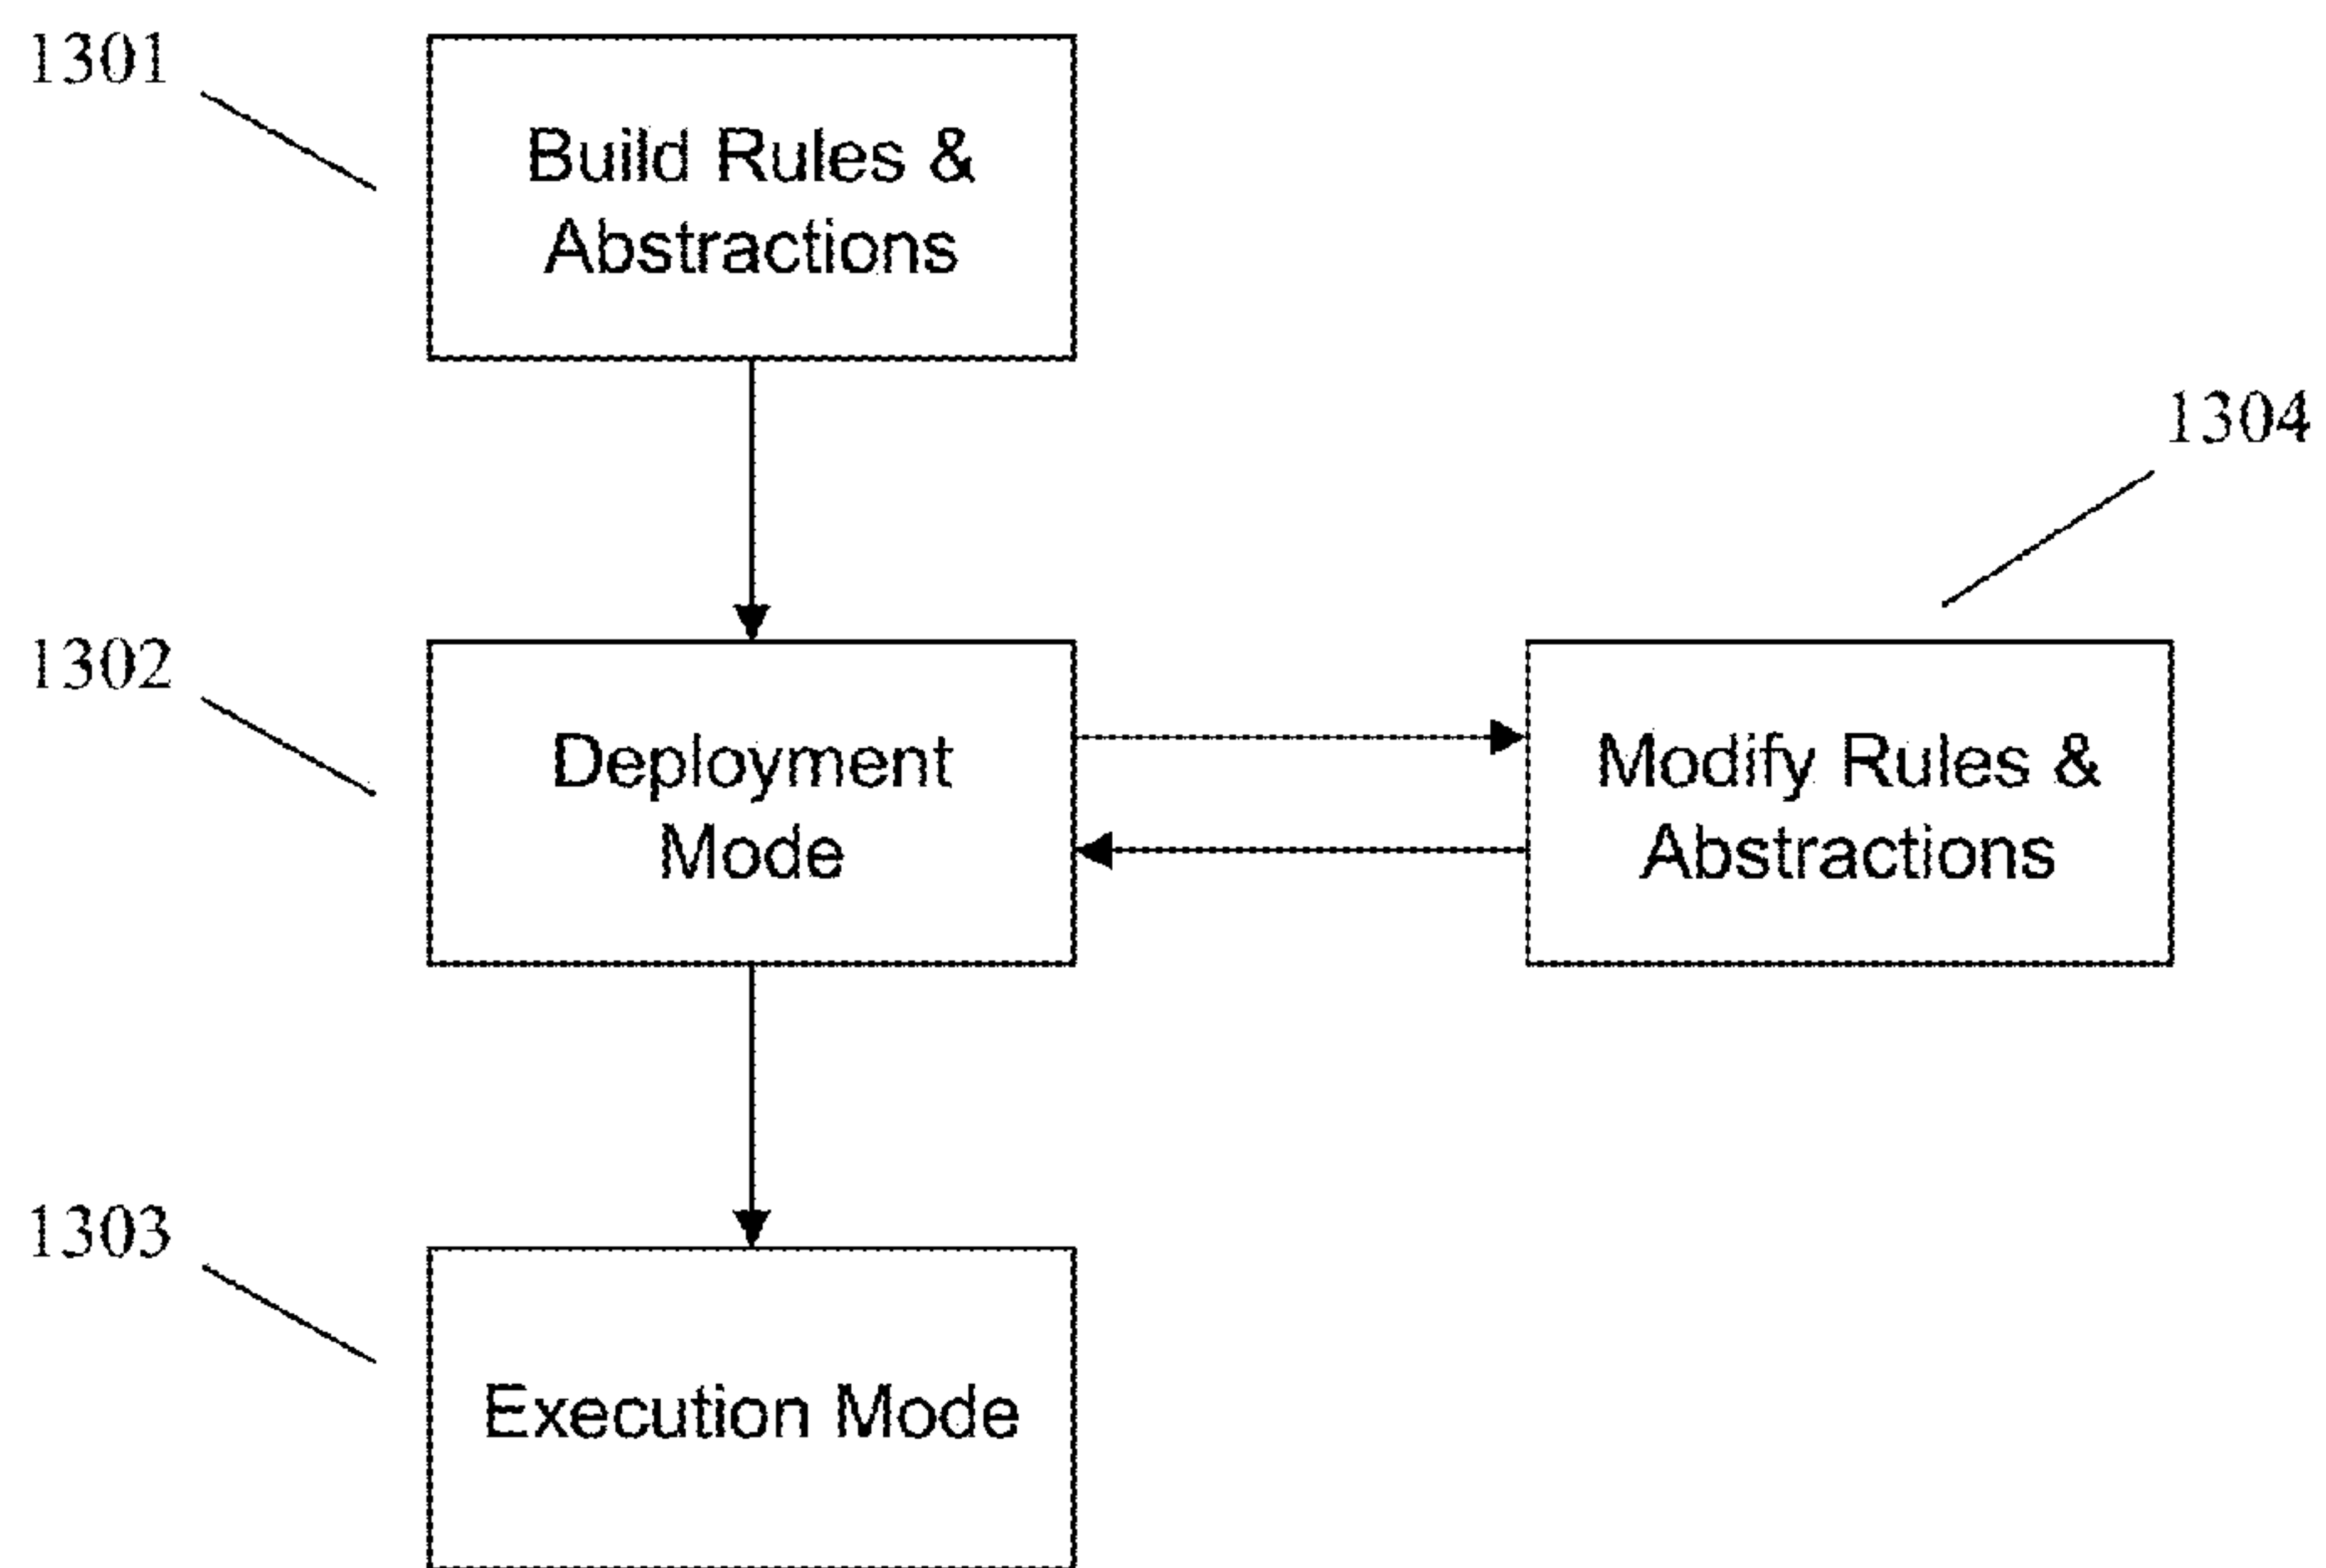 1301
Build Rules &
Abstractions
1304
1302
Deployment
Mode
Modify Rules &
Abstractions
1303
Execution Mode